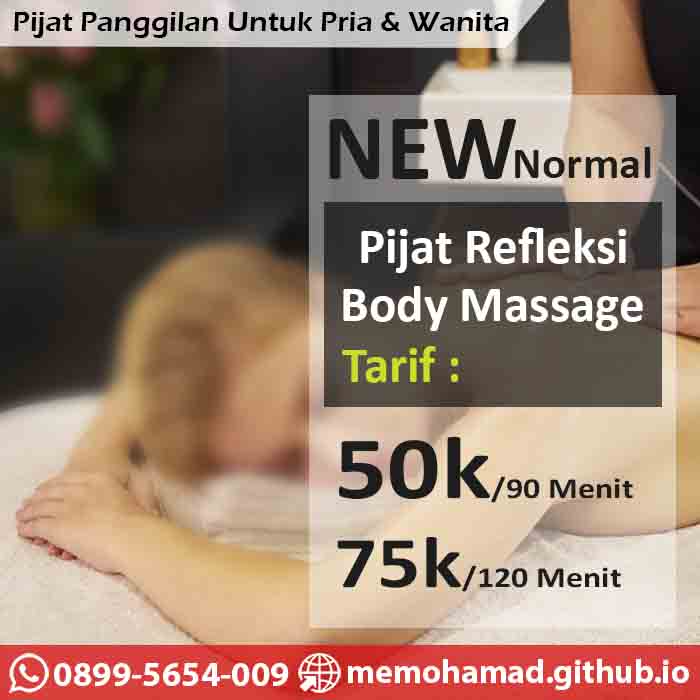 Pijat Panggilan Untuk Pria & Wanita
NEW Normal
Pijat Refleksi
Body Massage
Tarif :
50k/90 Menit
75k/120 Menit
0899-5654-009 memohamad.github.io